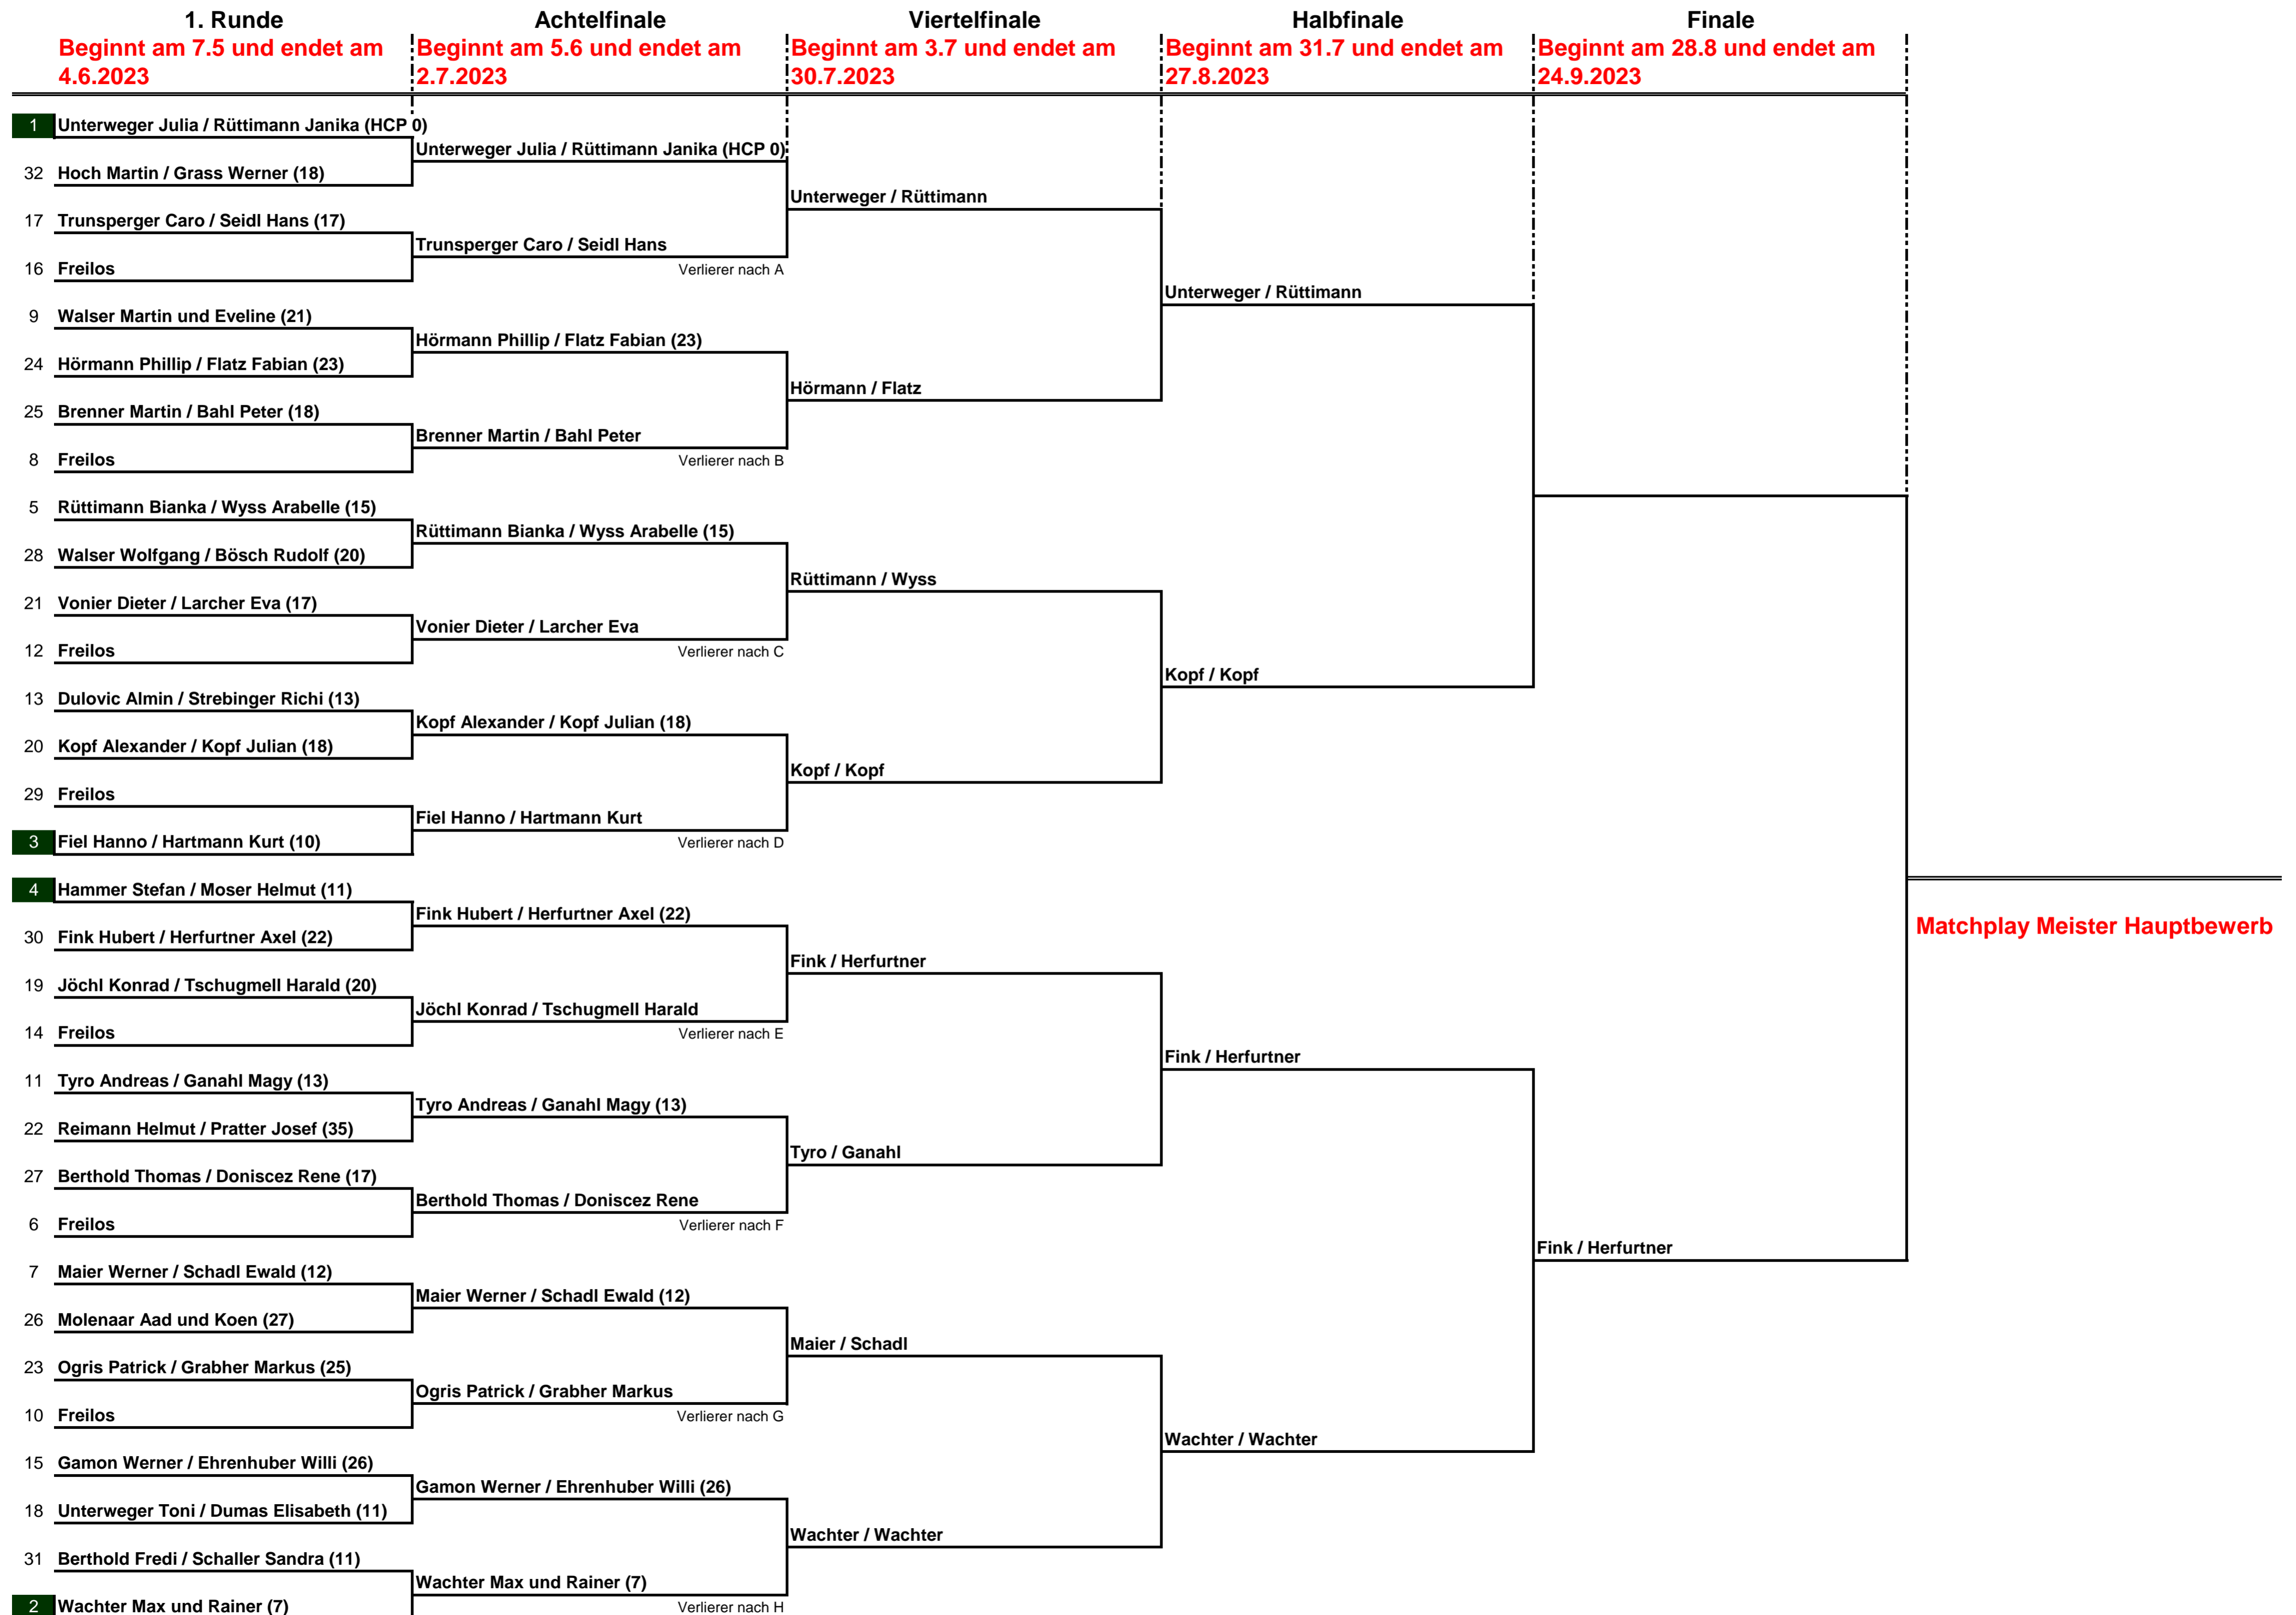 1. Runde
Achtelfinale
Viertelfinale
Halbfinale
Finale
Beginnt am 7.5 und endet am
4.6.2023
Beginnt am 5.6 und endet am
2.7.2023
Beginnt am 3.7 und endet am
30.7.2023
Beginnt am 31.7 und endet am
27.8.2023
Beginnt am 28.8 und endet am
24.9.2023
1 Unterweger Julia / Rüttimann Janika (HCP 0)
32 Hoch Martin / Grass Werner (18)
17 Trunsperger Caro / Seidl Hans (17)
16 Freilos
9 Walser Martin und Eveline (21)
24 Hörmann Phillip / Flatz Fabian (23)
25 Brenner Martin / Bahl Peter (18)
8 Freilos
5 Rüttimann Bianka / Wyss Arabelle (15)
28 Walser Wolfgang / Bösch Rudolf (20)
21 Vonier Dieter / Larcher Eva (17)
12 Freilos
13 Dulovic Almin / Strebinger Richi (13)
20 Kopf Alexander / Kopf Julian (18)
29 Freilos
3 Fiel Hanno / Hartmann Kurt (10)
4 Hammer Stefan / Moser Helmut (11)
30 Fink Hubert / Herfurtner Axel (22)
19 Jöchl Konrad / Tschugmell Harald (20)
14 Freilos
11 Tyro Andreas / Ganahl Magy (13)
22 Reimann Helmut / Pratter Josef (35)
27 Berthold Thomas / Doniscez Rene (17)
6 Freilos
7 Maier Werner / Schadl Ewald (12)
26 Molenaar Aad und Koen (27)
23 Ogris Patrick / Grabher Markus (25)
10 Freilos
15 Gamon Werner / Ehrenhuber Willi (26)
18 Unterweger Toni / Dumas Elisabeth (11)
31 Berthold Fredi / Schaller Sandra (11)
2 Wachter Max und Rainer (7)
Unterweger Julia / Rüttimann Janika (HCP 0)
Trunsperger Caro / Seidl Hans
Verlierer nach A
Hörmann Phillip / Flatz Fabian (23)
Brenner Martin / Bahl Peter
Verlierer nach B
Rüttimann Bianka / Wyss Arabelle (15)
Vonier Dieter / Larcher Eva
Verlierer nach C
Kopf Alexander / Kopf Julian (18)
Fiel Hanno / Hartmann Kurt
Verlierer nach D
Fink Hubert / Herfurtner Axel (22)
Jöchl Konrad / Tschugmell Harald
Verlierer nach E
Tyro Andreas / Ganahl Magy (13)
Berthold Thomas / Doniscez Rene
Verlierer nach F
Maier Werner / Schadl Ewald (12)
Ogris Patrick / Grabher Markus
Verlierer nach G
Gamon Werner / Ehrenhuber Willi (26)
Wachter Max und Rainer (7)
Verlierer nach H
Unterweger / Rüttimann
Hörmann / Flatz
Rüttimann / Wyss
Kopf / Kopf
Fink / Herfurtner
Tyro / Ganahl
Maier / Schadl
Wachter / Wachter
Unterweger / Rüttimann
Kopf / Kopf
Fink / Herfurtner
Wachter / Wachter
Fink / Herfurtner
Matchplay Meister Hauptbewerb